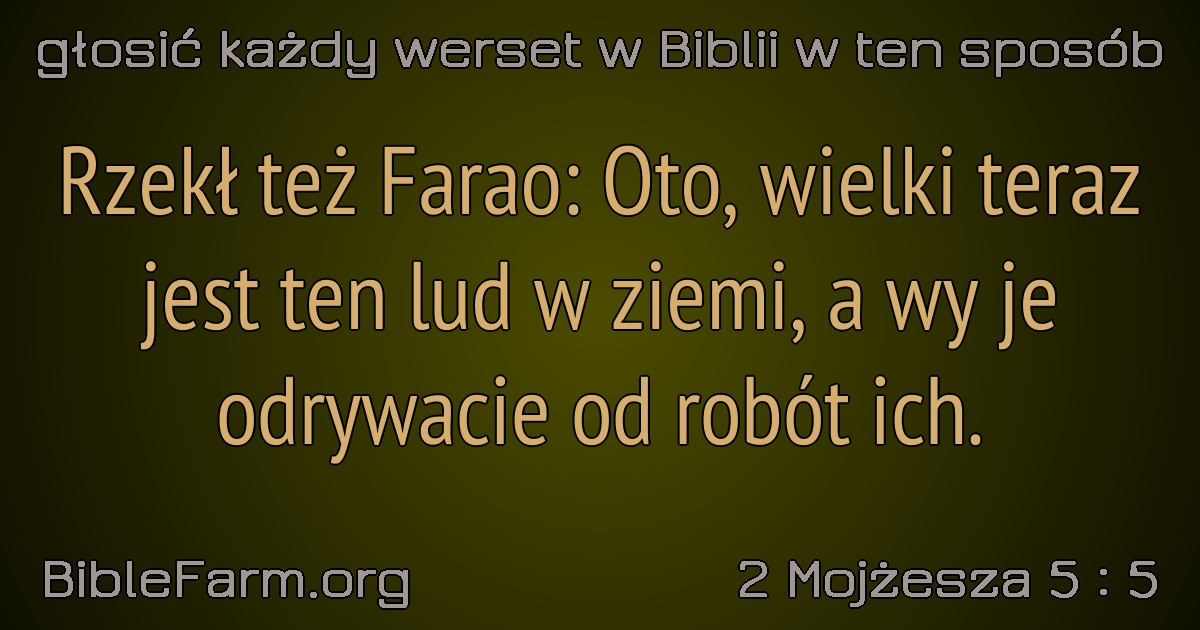 głosić każdy werset w Biblii w ten sposób
Rzekł też Farao: Oto, wielki teraz
jest ten lud w ziemi, a wy je
odrywacie od robót ich.
BibleFarm.org
2 Mojżesza 5 : 5